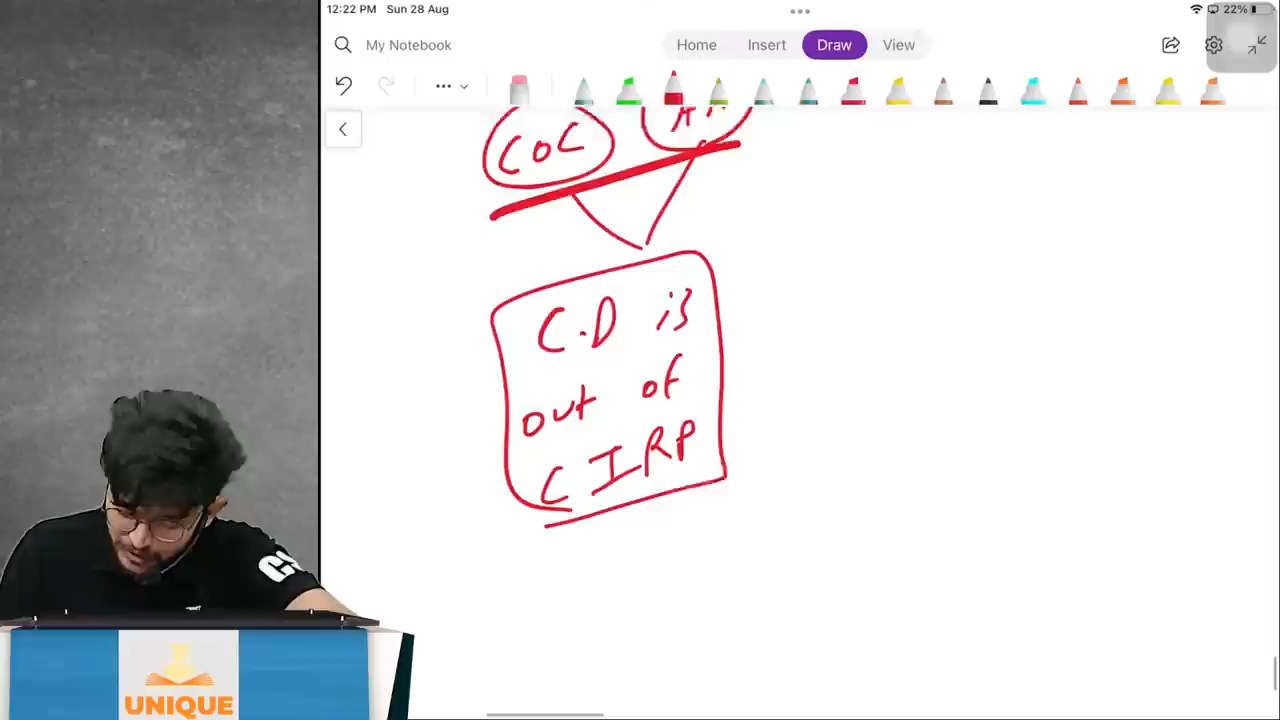 12:22 PM Sun 28 Aug
22%
My Notebook
Home Insert Draw View
COC
C.D is
out of
CIRP
UNIQUE